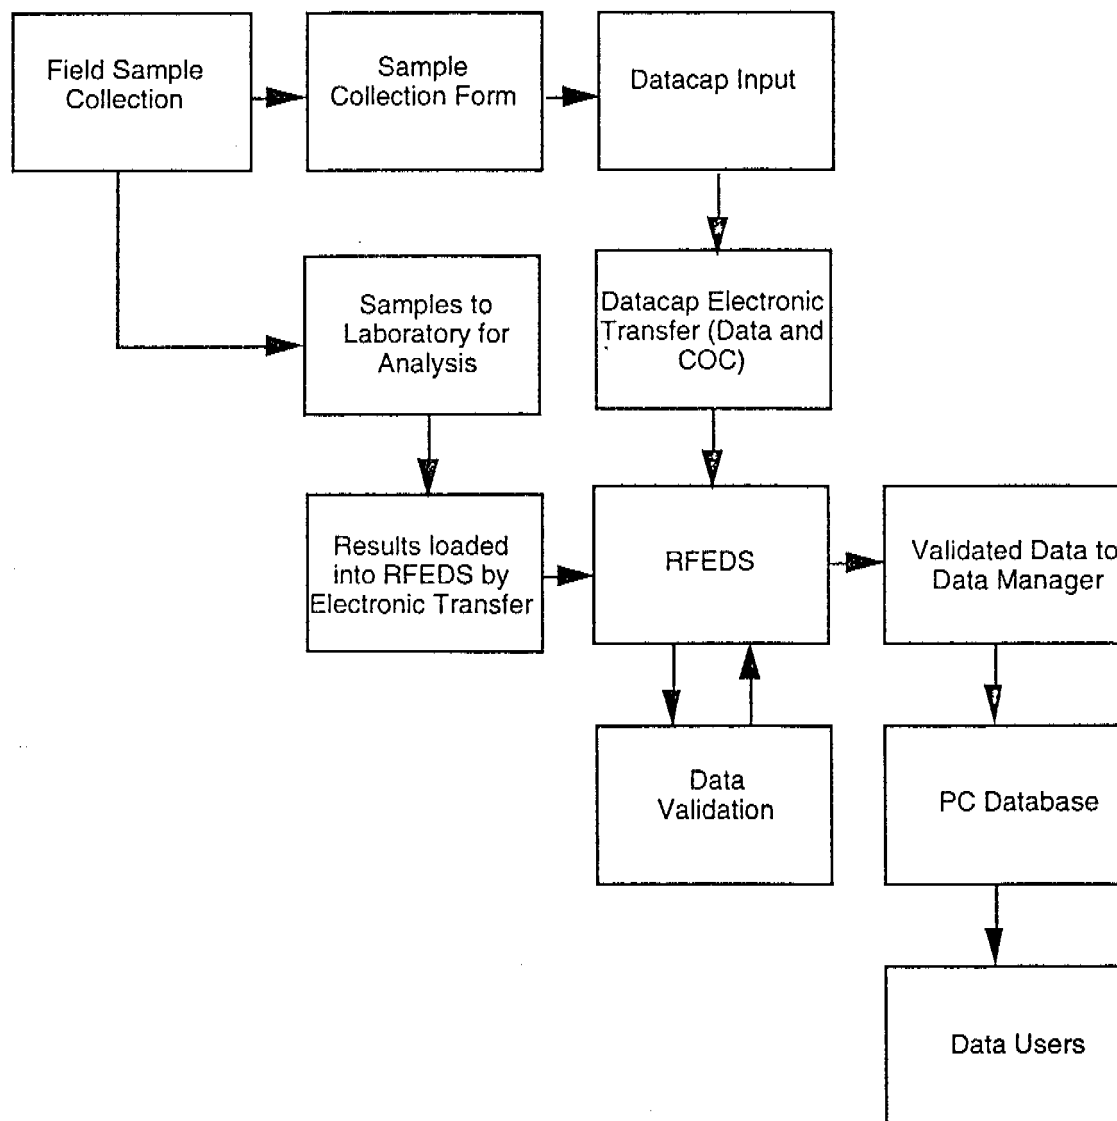 Field Sample
Collection
Sample
Collection Form
Datacap Input
Samples to
Laboratory for
Analysis
Datacap Electronic
Transfer (Data and
COC)
Results loaded
into RFEDS by
Electronic Transfer
RFEDS
Validated Data to
Data Manager
Data
Validation
PC Database
Data Users